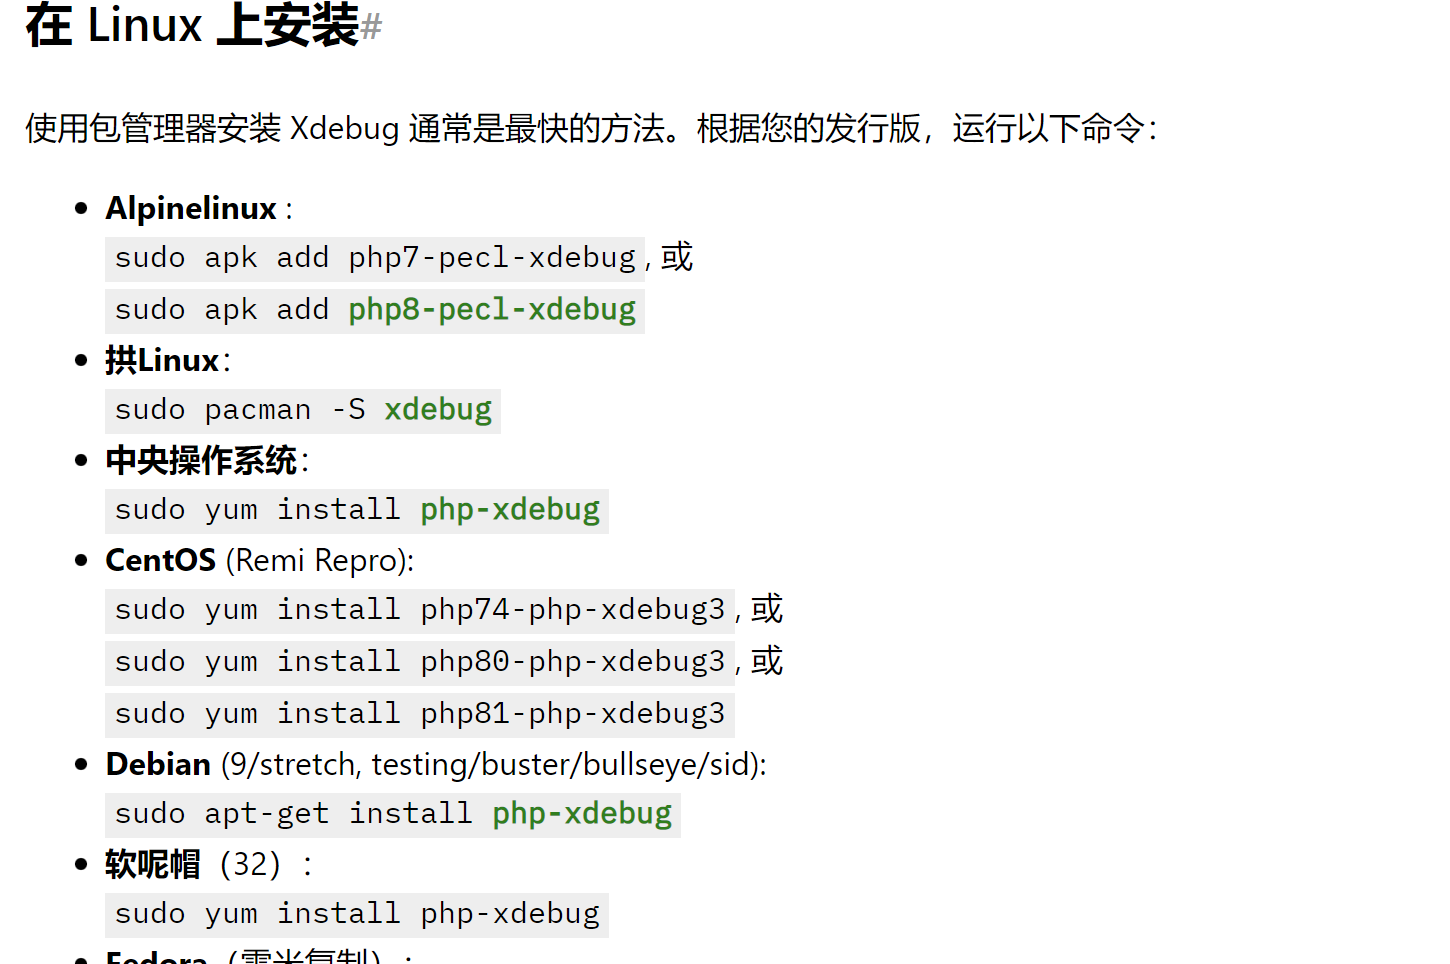 在 Linux 上安装#
使用包管理器安装 Xdebug 通常是最快的方法。根据您的发行版，运行以下命令：
Alpinelinux :
sudo apk add php7-pecl-xdebug , 或
sudo apk add php8-pecl-xdebug
拱Linux：
sudo pacman -S xdebug
中央操作系统：
sudo yum install php-xdebug
CentOS (Remi Repro):
sudo yum install php74-php-xdebug3 , 或
sudo yum install php80-php-xdebug3 , 或
sudo yum install php81-php-xdebug3
Debian (9/stretch, testing/buster/bullseye/sid):
sudo apt-get install php-xdebug
软呢帽（32）：
sudo yum install php-xdebug
Fedora（雷米复制）：